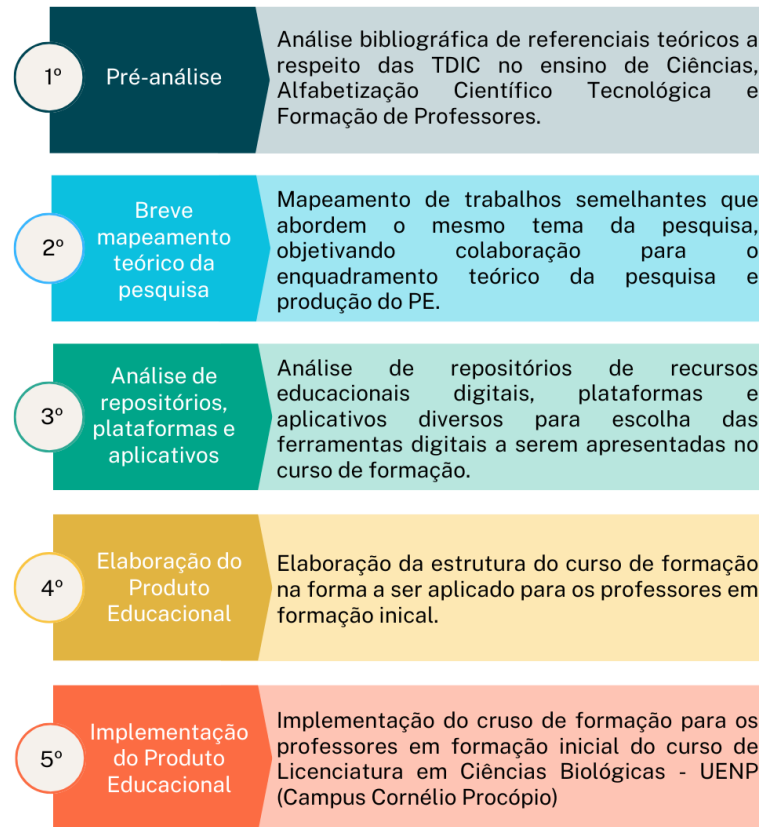 1º
Pré-análise
Análise bibliográfica de referenciais teóricos a
respeito das TDIC no ensino de Ciências,
Alfabetização Científico Tecnológica e
Formação de Professores.
2º
Breve
mapeamento
teórico da
pesquisa
Mapeamento de trabalhos semelhantes que
abordem o mesmo tema da pesquisa,
objetivando colaboração para o
enquadramento teórico da pesquisa e
produção do PE.
3º
Análise de
repositórios,
plataformas e
aplicativos
Análise de repositórios de recursos
educacionais digitais, plataformas e
aplicativos diversos para escolha das
ferramentas digitais a serem apresentadas no
curso de formação.
4º
Elaboração do
Produto
Educacional
Elaboração da estrutura do curso de formação
na forma a ser aplicado para os professores em
formação inical.
5º
Implementação
do Produto
Educacional
Implementação do cruso de formação para os
professores em formação inicial do curso de
Licenciatura em Ciências Biológicas - UENP
(Campus Cornélio Procópio)